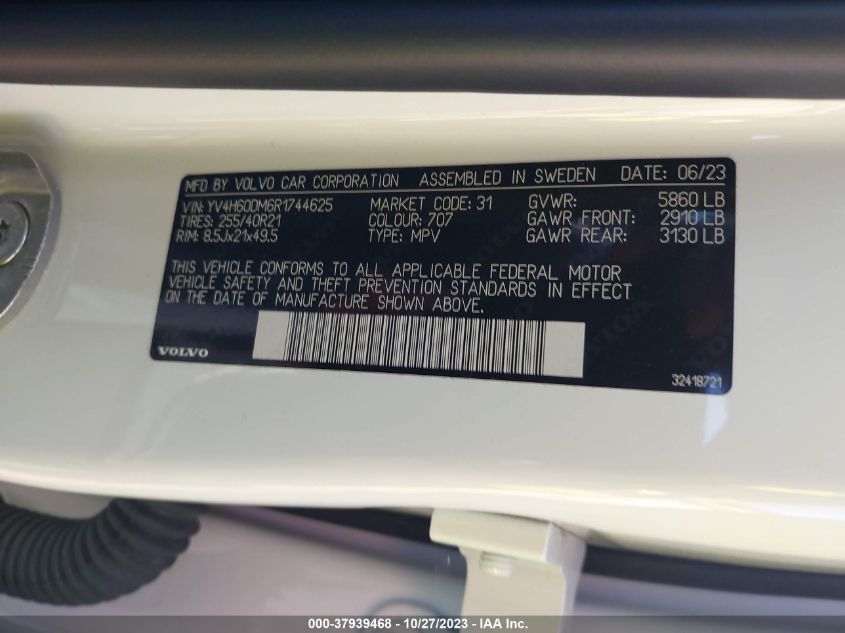 MFD BY VOLVO CAR CORPORATION ASSEMBLED IN SWEDEN DATE: 06/23
VIN: YV4H60DM6R1744625 MARKET CODE: 31 GVWR: 5860 LB
TIRES: 255/40R21 COLOUR: 707 GAWR FRONT: 2910 LB
RIM: 8.5Jx21x49.5 TYPE: MPV GAWR REAR: 3130 LB
THIS VEHICLE CONFORMS TO ALL APPLICABLE FEDERAL MOTOR
VEHICLE SAFETY AND THEFT PREVENTION STANDARDS IN EFFECT
ON THE DATE OF MANUFACTURE SHOWN ABOVE.
VOLVO
32418721
000-37939468 - 10/27/2023 - IAA Inc.